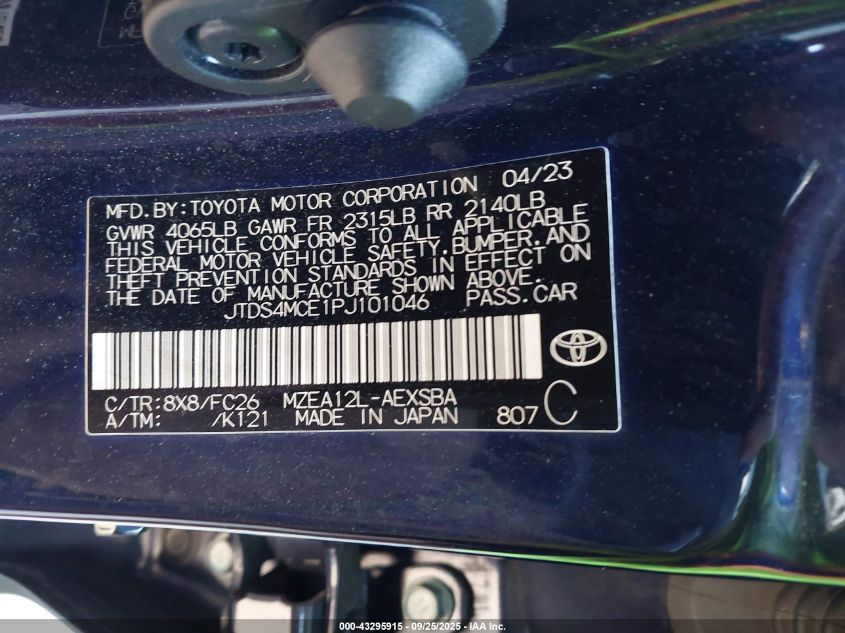 MFD.BY:TOYOTA MOTOR CORPORATION 04/23
GVWR 4065LB GAWR FR 2315LB RR 2140LB
THIS VEHICLE CONFORMS TO ALL APPLICABLE
FEDERAL MOTOR VEHICLE SAFETY,BUMPER,AND
THEFT PREVENTION STANDARDS IN EFFECT ON
THE DATE OF MANUFACTURE SHOWN ABOVE.
JTDS4MCE1PJ101046 PASS.CAR
C/TR:8X8/FC26 MZEA12L-AEXSBA
A/TM: /K121 MADE IN JAPAN 807 C
000-43295915 - 09/25/2025 - IAA Inc.